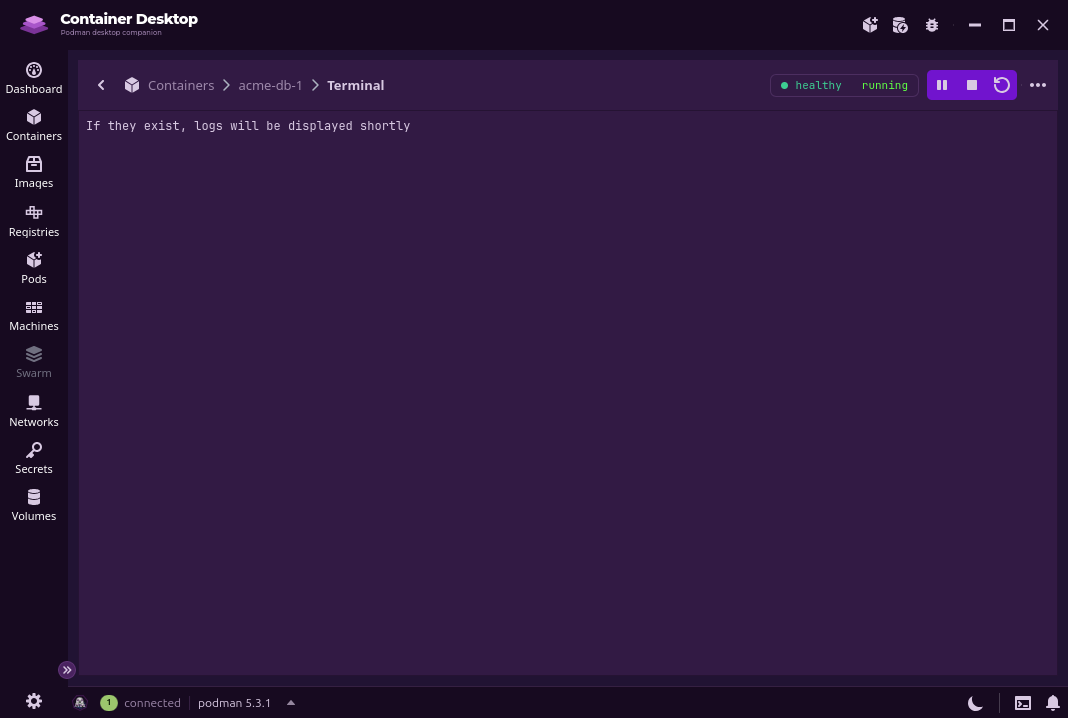 Container Desktop
Podman desktop companion
Containers
acme-db-1
Terminal
healthy
running
If they exist, logs will be displayed shortly
Dashboard
Containers
Images
Registries
Pods
Machines
Swarm
Networks
Secrets
Volumes
1
connected
podman 5.3.1